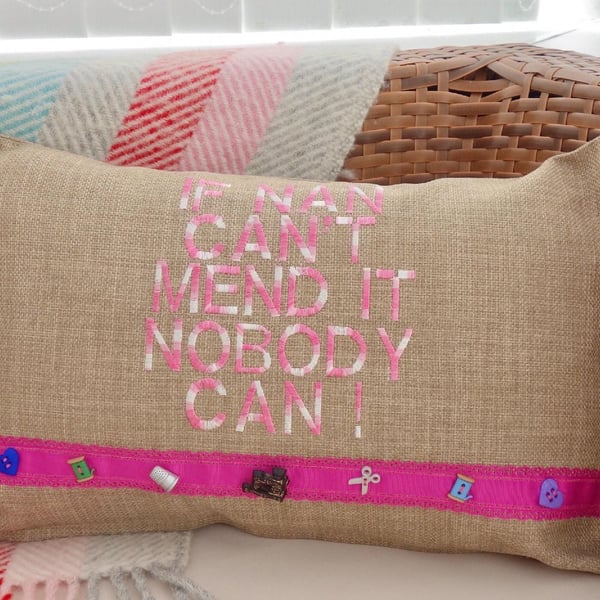 IF NAN
CAN'T
MEND IT
NOBODY
CAN !